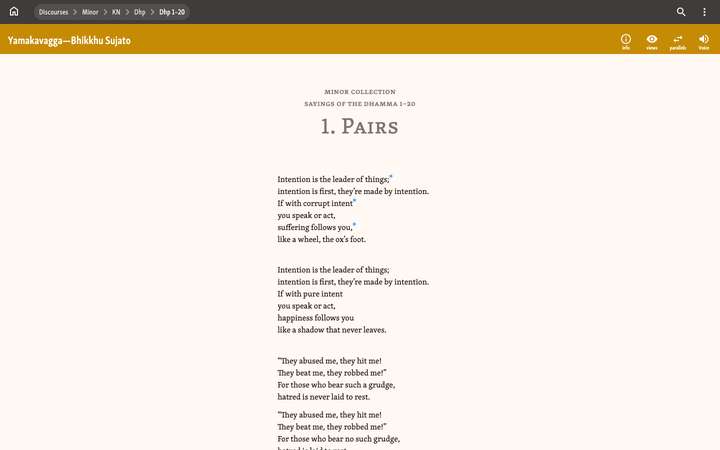 Discourses > Minor > KN > Dhp > Dhp 1–20
Yamakavagga—Bhikkhu Sujato
info
views
parallels
Voice
MINOR COLLECTION
SAYINGS OF THE DHAMMA 1–20
1. Pairs
Intention is the leader of things;*
intention is first, they’re made by intention.
If with corrupt intent*
you speak or act,
suffering follows you,*
like a wheel, the ox’s foot.
Intention is the leader of things;
intention is first, they’re made by intention.
If with pure intent
you speak or act,
happiness follows you
like a shadow that never leaves.
“They abused me, they hit me!
They beat me, they robbed me!”
For those who bear such a grudge,
hatred is never laid to rest.
“They abused me, they hit me!
They beat me, they robbed me!”
For those who bear no such grudge,